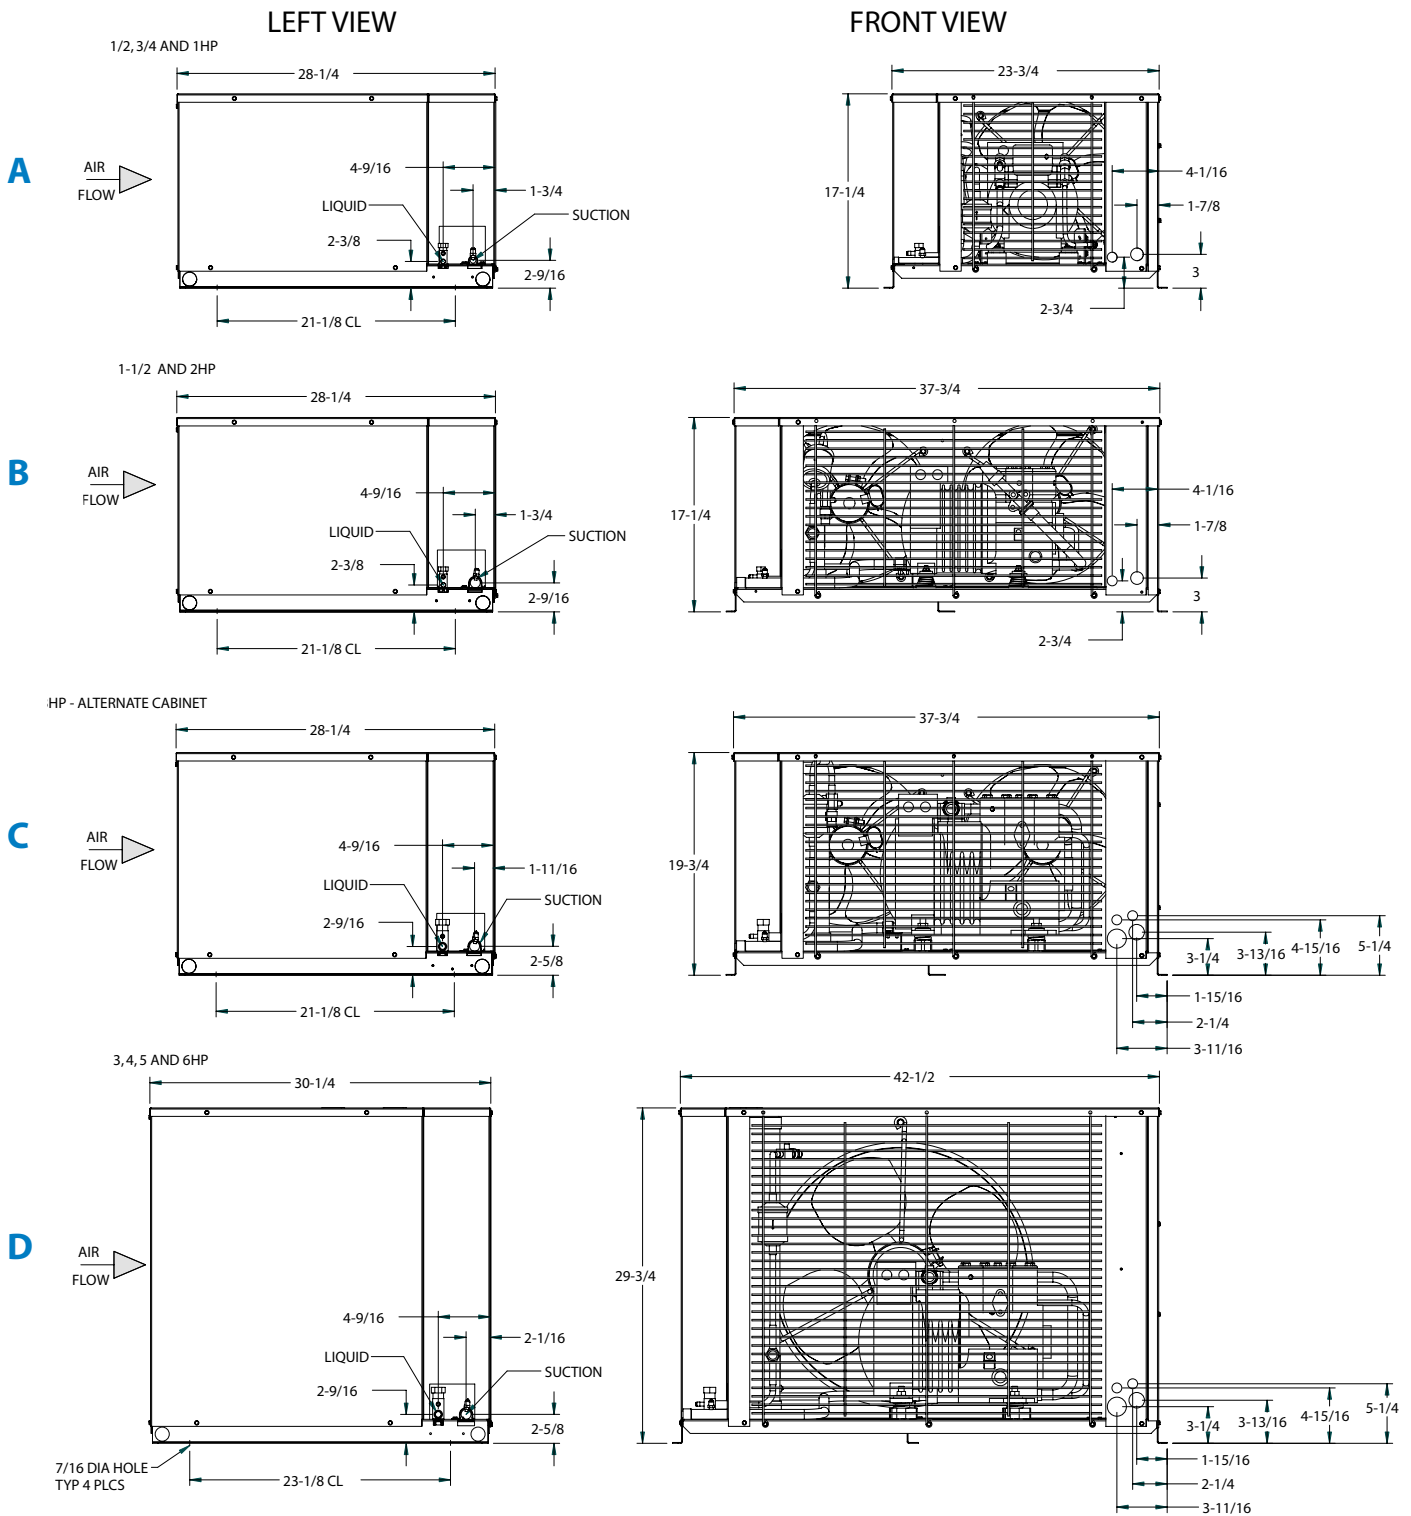 LEFT VIEW
FRONT VIEW
1/2, 3/4 AND 1HP
28-1/4
23-3/4
A
AIR
FLOW
4-9/16
1-3/4
LIQUID
SUCTION
2-3/8
2-9/16
21-1/8 CL
17-1/4
4-1/16
1-7/8
3
2-3/4
1-1/2 AND 2HP
28-1/4
37-3/4
B
AIR
FLOW
4-9/16
1-3/4
LIQUID
SUCTION
2-3/8
2-9/16
21-1/8 CL
17-1/4
4-1/16
1-7/8
3
2-3/4
HP - ALTERNATE CABINET
28-1/4
37-3/4
C
AIR
FLOW
4-9/16
1-11/16
LIQUID
SUCTION
2-9/16
2-5/8
21-1/8 CL
19-3/4
3-1/4
3-13/16
4-15/16
5-1/4
1-15/16
2-1/4
3-11/16
3, 4, 5 AND 6HP
30-1/4
42-1/2
D
AIR
FLOW
4-9/16
2-1/16
LIQUID
SUCTION
2-9/16
2-5/8
7/16 DIA HOLE
TYP 4 PLCS
23-1/8 CL
29-3/4
3-1/4
3-13/16
4-15/16
5-1/4
1-15/16
2-1/4
3-11/16